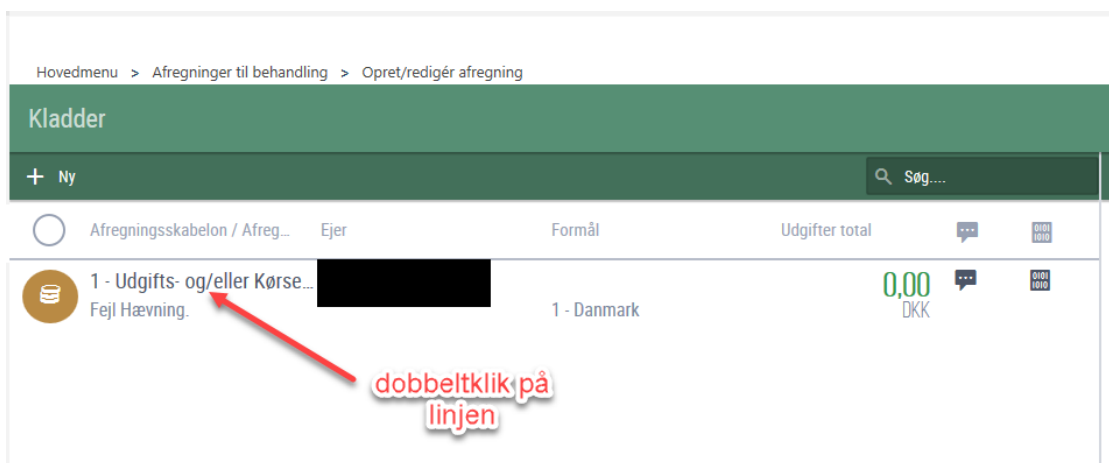 Hovedmenu > Afregninger til behandling > Opret/redigér afregning
Kladder
+ Ny
Søg....
Afregningsskabelon / Afreg... Ejer Formål Udgifter total
1 - Udgifts- og/eller Kørse... 0,00
Fejl Hævning. 1 - Danmark DKK
dobbeltklik på
linjen